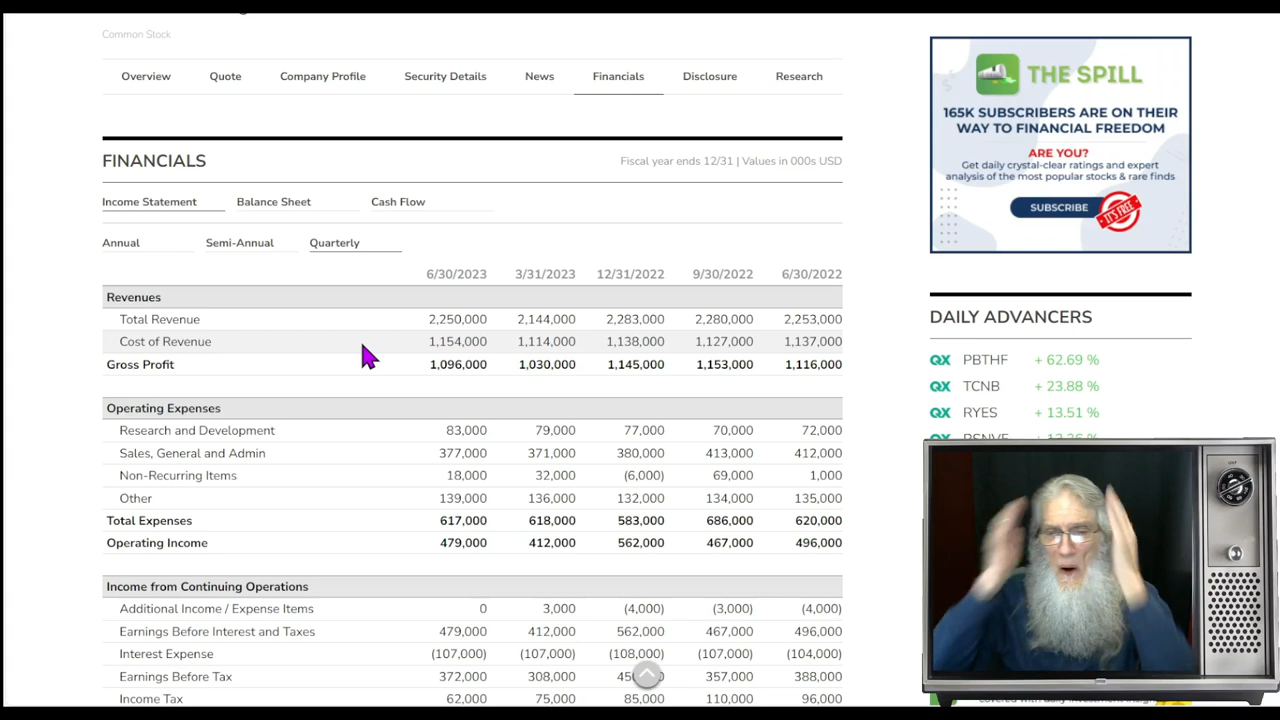 Common Stock
Overview Quote Company Profile Security Details News Financials Disclosure Research
FINANCIALS Fiscal year ends 12/31 | Values in 000s USD
Income Statement Balance Sheet Cash Flow
Annual Semi-Annual Quarterly
6/30/2023 3/31/2023 12/31/2022 9/30/2022 6/30/2022
Revenues
Total Revenue 2,250,000 2,144,000 2,283,000 2,280,000 2,253,000
Cost of Revenue 1,154,000 1,114,000 1,138,000 1,127,000 1,137,000
Gross Profit 1,096,000 1,030,000 1,145,000 1,153,000 1,116,000
Operating Expenses
Research and Development 83,000 79,000 77,000 70,000 72,000
Sales, General and Admin 377,000 371,000 380,000 413,000 412,000
Non-Recurring Items 18,000 32,000 (6,000) 69,000 1,000
Other 139,000 136,000 132,000 134,000 135,000
Total Expenses 617,000 618,000 583,000 686,000 620,000
Operating Income 479,000 412,000 562,000 467,000 496,000
Income from Continuing Operations
Additional Income / Expense Items 0 3,000 (4,000) (3,000) (4,000)
Earnings Before Interest and Taxes 479,000 412,000 562,000 467,000 496,000
Interest Expense (107,000) (107,000) (108,000) (107,000) (104,000)
Earnings Before Tax 372,000 308,000 357,000 388,000
Income Tax 62,000 75,000 85,000 110,000 96,000
THE SPILL
165K SUBSCRIBERS ARE ON THEIR
WAY TO FINANCIAL FREEDOM
ARE YOU?
Get daily crystal-clear ratings and expert
analysis of the most popular stocks & rare finds
SUBSCRIBE IT'S FREE
DAILY ADVANCERS
QX PBTHF + 62.69 %
QX TCNB + 23.88 %
QX RYES + 13.51 %